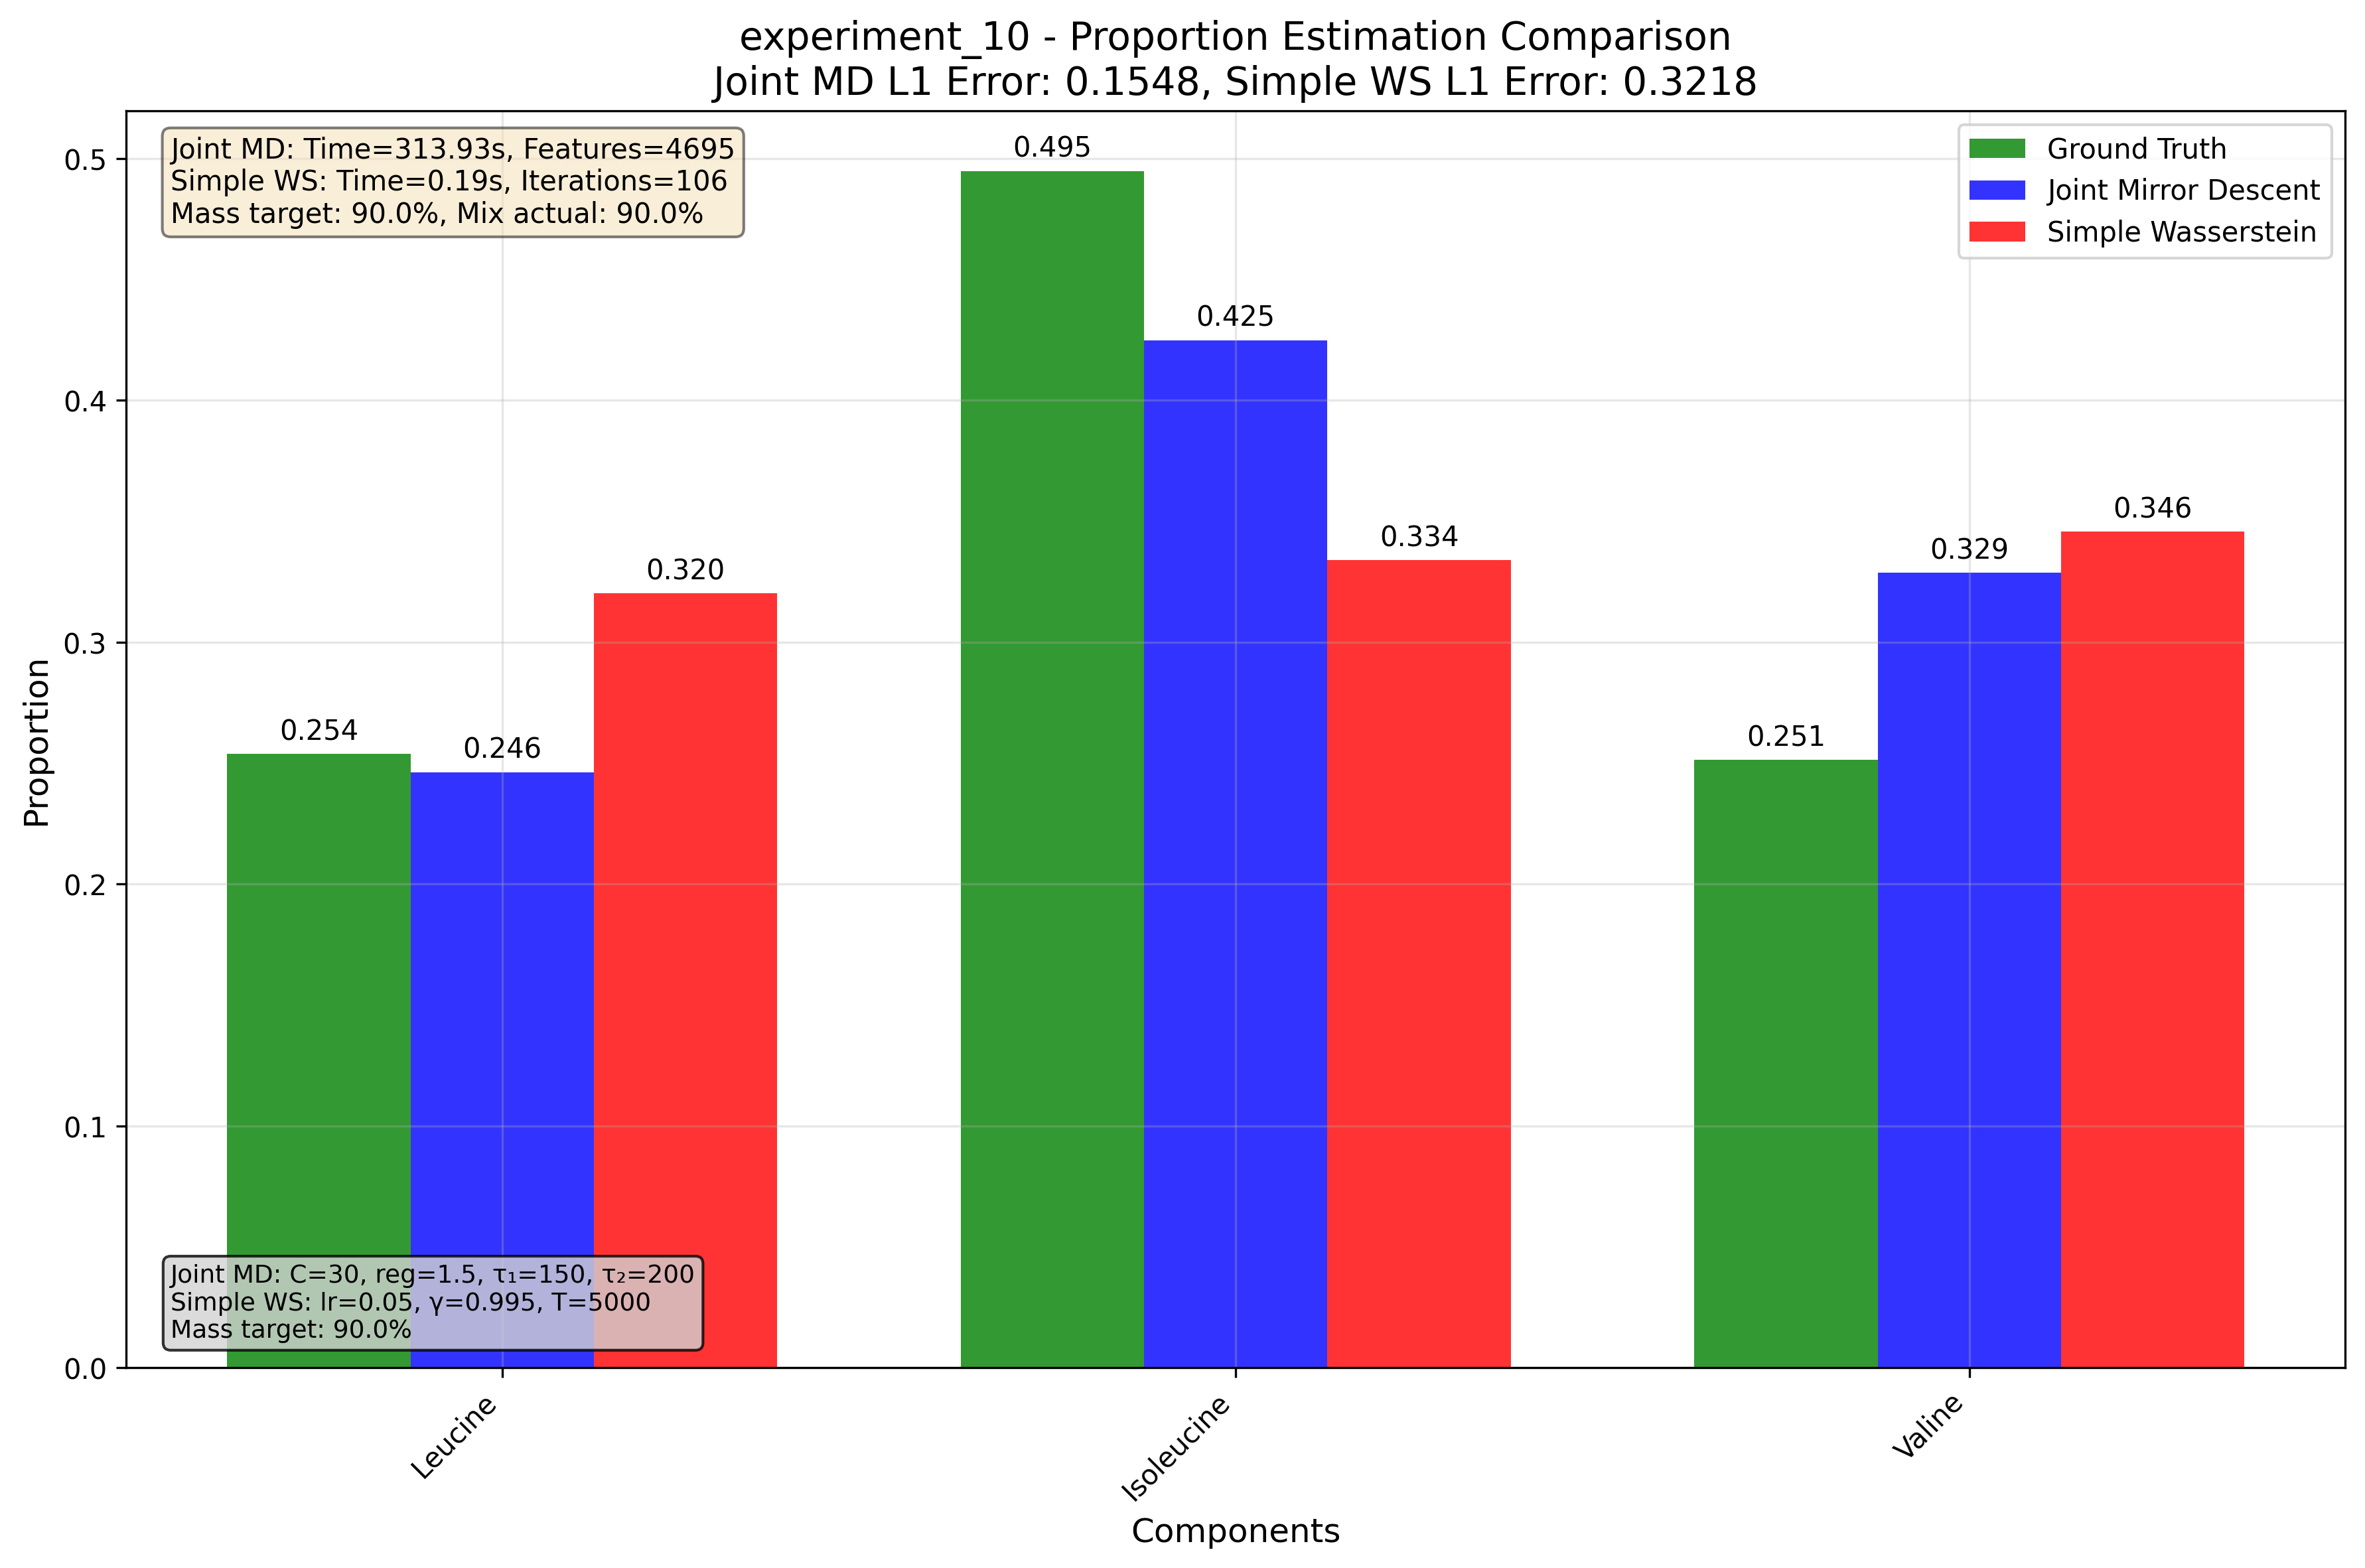 experiment_10 - Proportion Estimation Comparison
Joint MD L1 Error: 0.1548, Simple WS L1 Error: 0.3218
Joint MD: Time=313.93s, Features=4695
Simple WS: Time=0.19s, Iterations=106
Mass target: 90.0%, Mix actual: 90.0%
Ground Truth
Joint Mirror Descent
Simple Wasserstein
Proportion
0.5
0.4
0.3
0.2
0.1
0.0
0.254
0.246
0.320
0.495
0.425
0.334
0.251
0.329
0.346
Joint MD: C=30, reg=1.5, τ₁=150, τ₂=200
Simple WS: lr=0.05, γ=0.995, T=5000
Mass target: 90.0%
Leucine
Isoleucine
Valine
Components